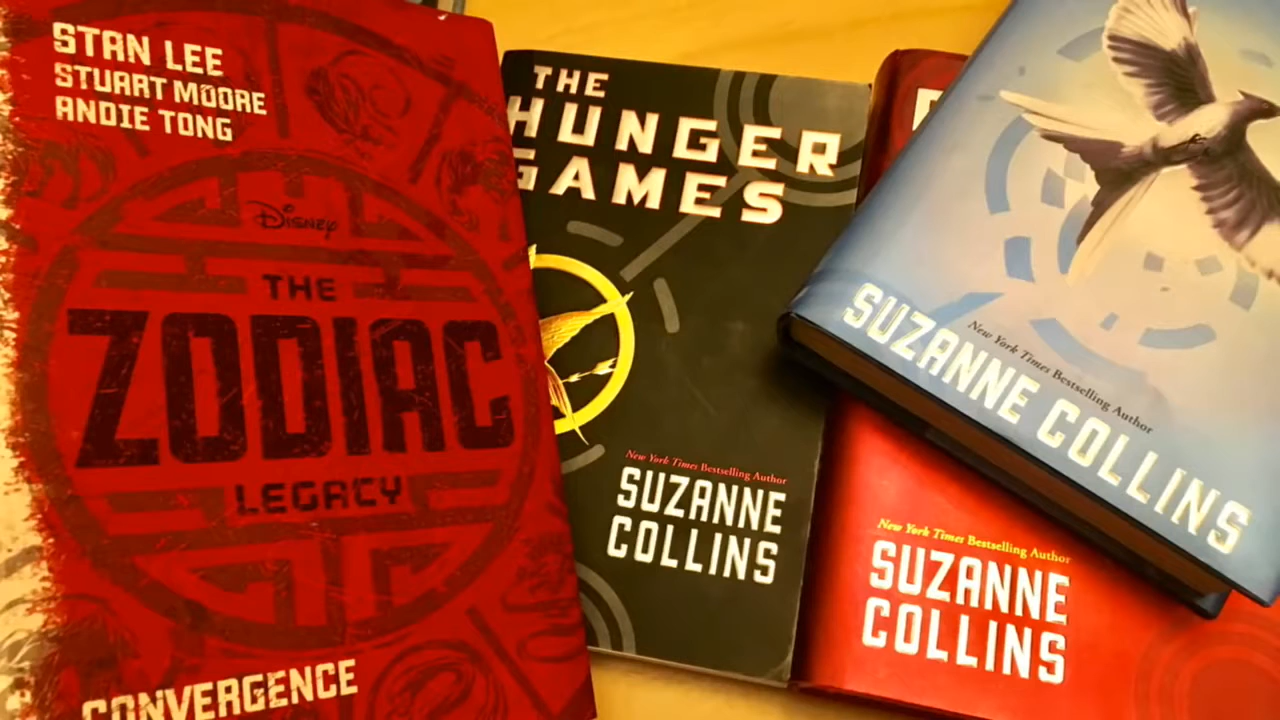 STAN LEE
STUART MOORE
ANDIE TONG
Disney
THE
ZODIAC
LEGACY
CONVERGENCE
THE
HUNGER
GAMES
New York Times Bestselling Author
SUZANNE
COLLINS
New York Times Bestselling Author
SUZANNE
COLLINS
New York Times Bestselling Author
SUZANNE COLLINS